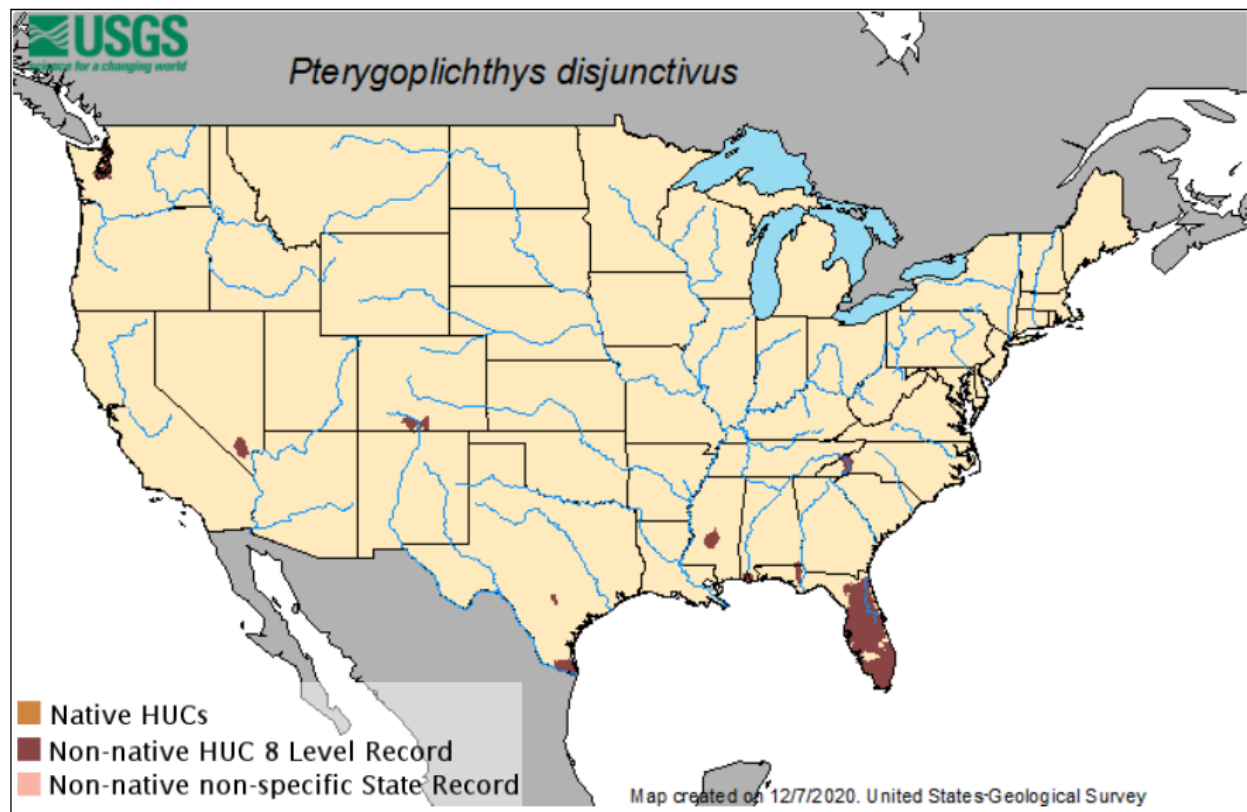 USGS
science for a changing world
Pterygoplichthys disjunctivus
Native HUCs
Non-native HUC 8 Level Record
Non-native non-specific State Record
Map created on 12/7/2020. United States Geological Survey